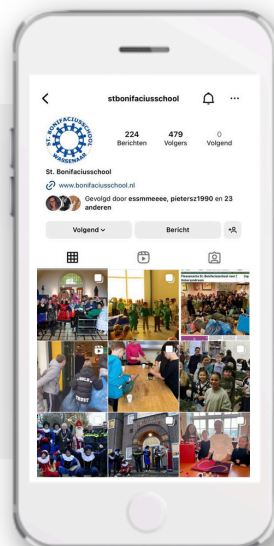 stbonifaciusschool
ST. BONIFACIUSSCHOOL
WASSENAAR
224
479
0
Berichten
Volgers
Volgend
St. Bonifaciusschool
www.bonifaciusschool.nl
Gevolgd door essmmeeee, pietersz1990 en 23
anderen
Volgend
Bericht